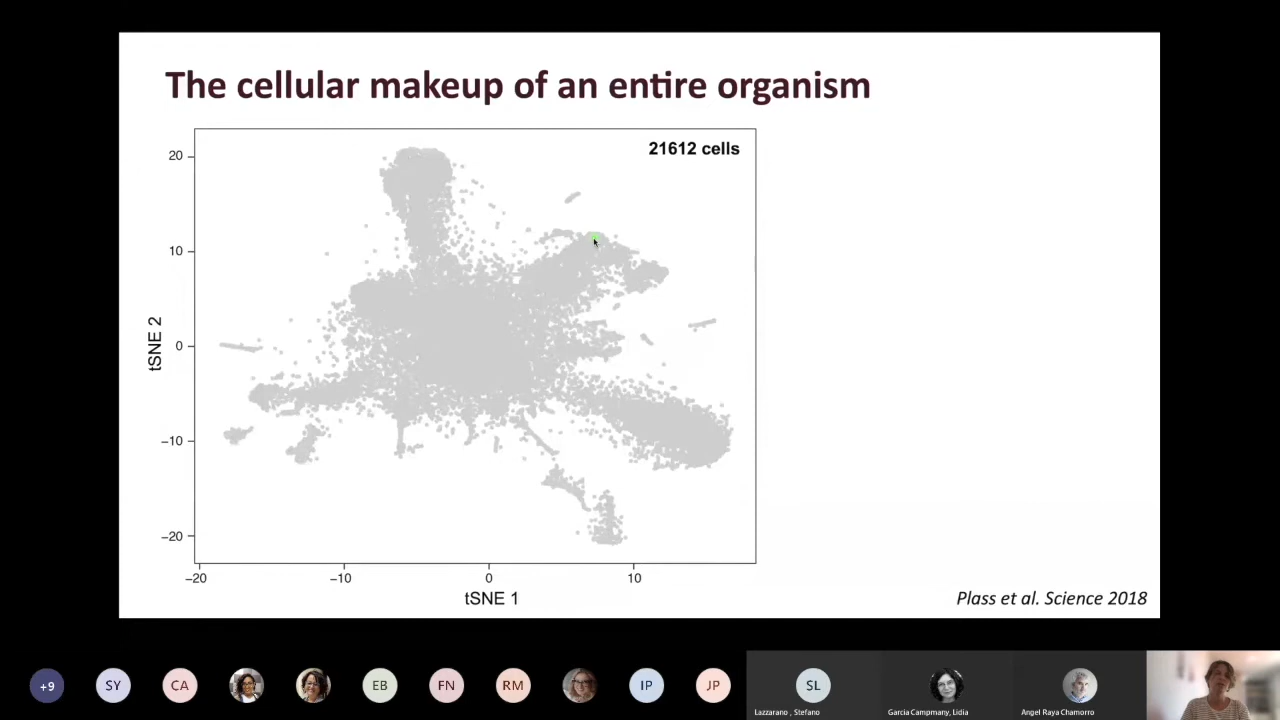 The cellular makeup of an entire organism
21612 cells
20
10
0
−10
−20
tSNE 2
−20
−10
0
10
tSNE 1
Plass et al. Science 2018
+9
SY
CA
EB
FN
RM
IP
JP
SL
Lazzarano , Stefano
Garcia Campmany, Lidia
Angel Raya Chamorro